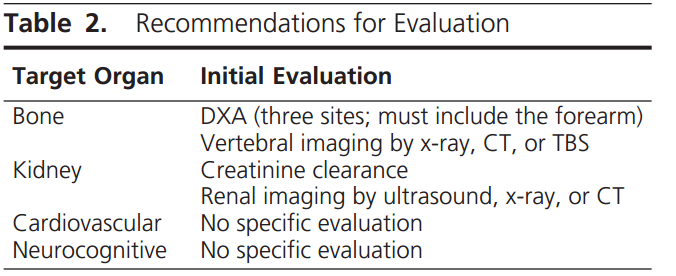 Table 2. Recommendations for Evaluation
Target Organ Initial Evaluation
Bone DXA (three sites; must include the forearm)
Vertebral imaging by x-ray, CT, or TBS
Kidney Creatinine clearance
Renal imaging by ultrasound, x-ray, or CT
Cardiovascular No specific evaluation
Neurocognitive No specific evaluation